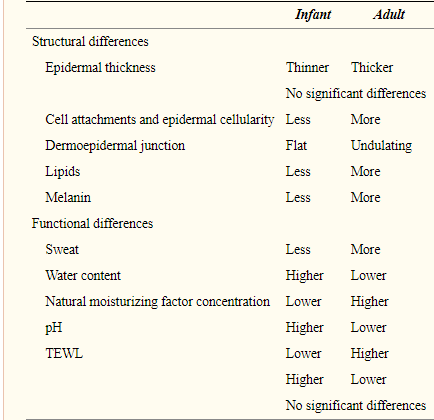 Infant Adult
Structural differences
Epidermal thickness Thinner Thicker
No significant differences
Cell attachments and epidermal cellularity Less More
Dermoepidermal junction Flat Undulating
Lipids Less More
Melanin Less More
Functional differences
Sweat Less More
Water content Higher Lower
Natural moisturizing factor concentration Lower Higher
pH Higher Lower
TEWL Lower Higher
Higher Lower
No significant differences